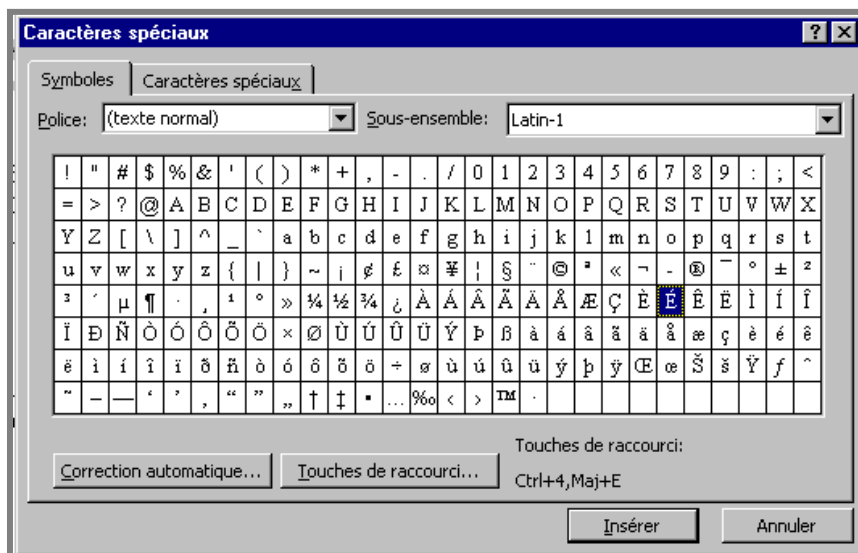 Caractères spéciaux
Symboles Caractères spéciaux
Police: (texte normal) Sous-ensemble: Latin-1
! " # $ % & ' ( ) * + , - . / 0 1 2 3 4 5 6 7 8 9 : ; <
= > ? @ A B C D E F G H I J K L M N O P Q R S T U V W X
Y Z [ \ ] ^ _ ` a b c d e f g h i j k l m n o p q r s t
u v w x y z { | } ~ ¡ ¢ £ ¤ ¥ ¦ § ¨ © ª « ¬ - ® ¯ ° ± ²
³ ´ µ ¶ · ¸ ¹ º » ¼ ½ ¾ ¿ À Á Â Ã Ä Å Æ Ç È É Ê Ë Ì Í Î
Ï Ð Ñ Ò Ó Ô Õ Ö × Ø Ù Ú Û Ü Ý Þ ß à á â ã ä å æ ç è é ê
ë ì í î ï ð ñ ò ó ô õ ö ÷ ø ù ú û ü ý þ ÿ Œ œ Š š Ÿ ƒ ˆ
˜ – — ‘ ’ ‚ “ ” „ † ‡ • … ‰ ‹ › ™ ·
Touches de raccourci:
Correction automatique... Touches de raccourci... Ctrl+4,Maj+E
Insérer Annuler